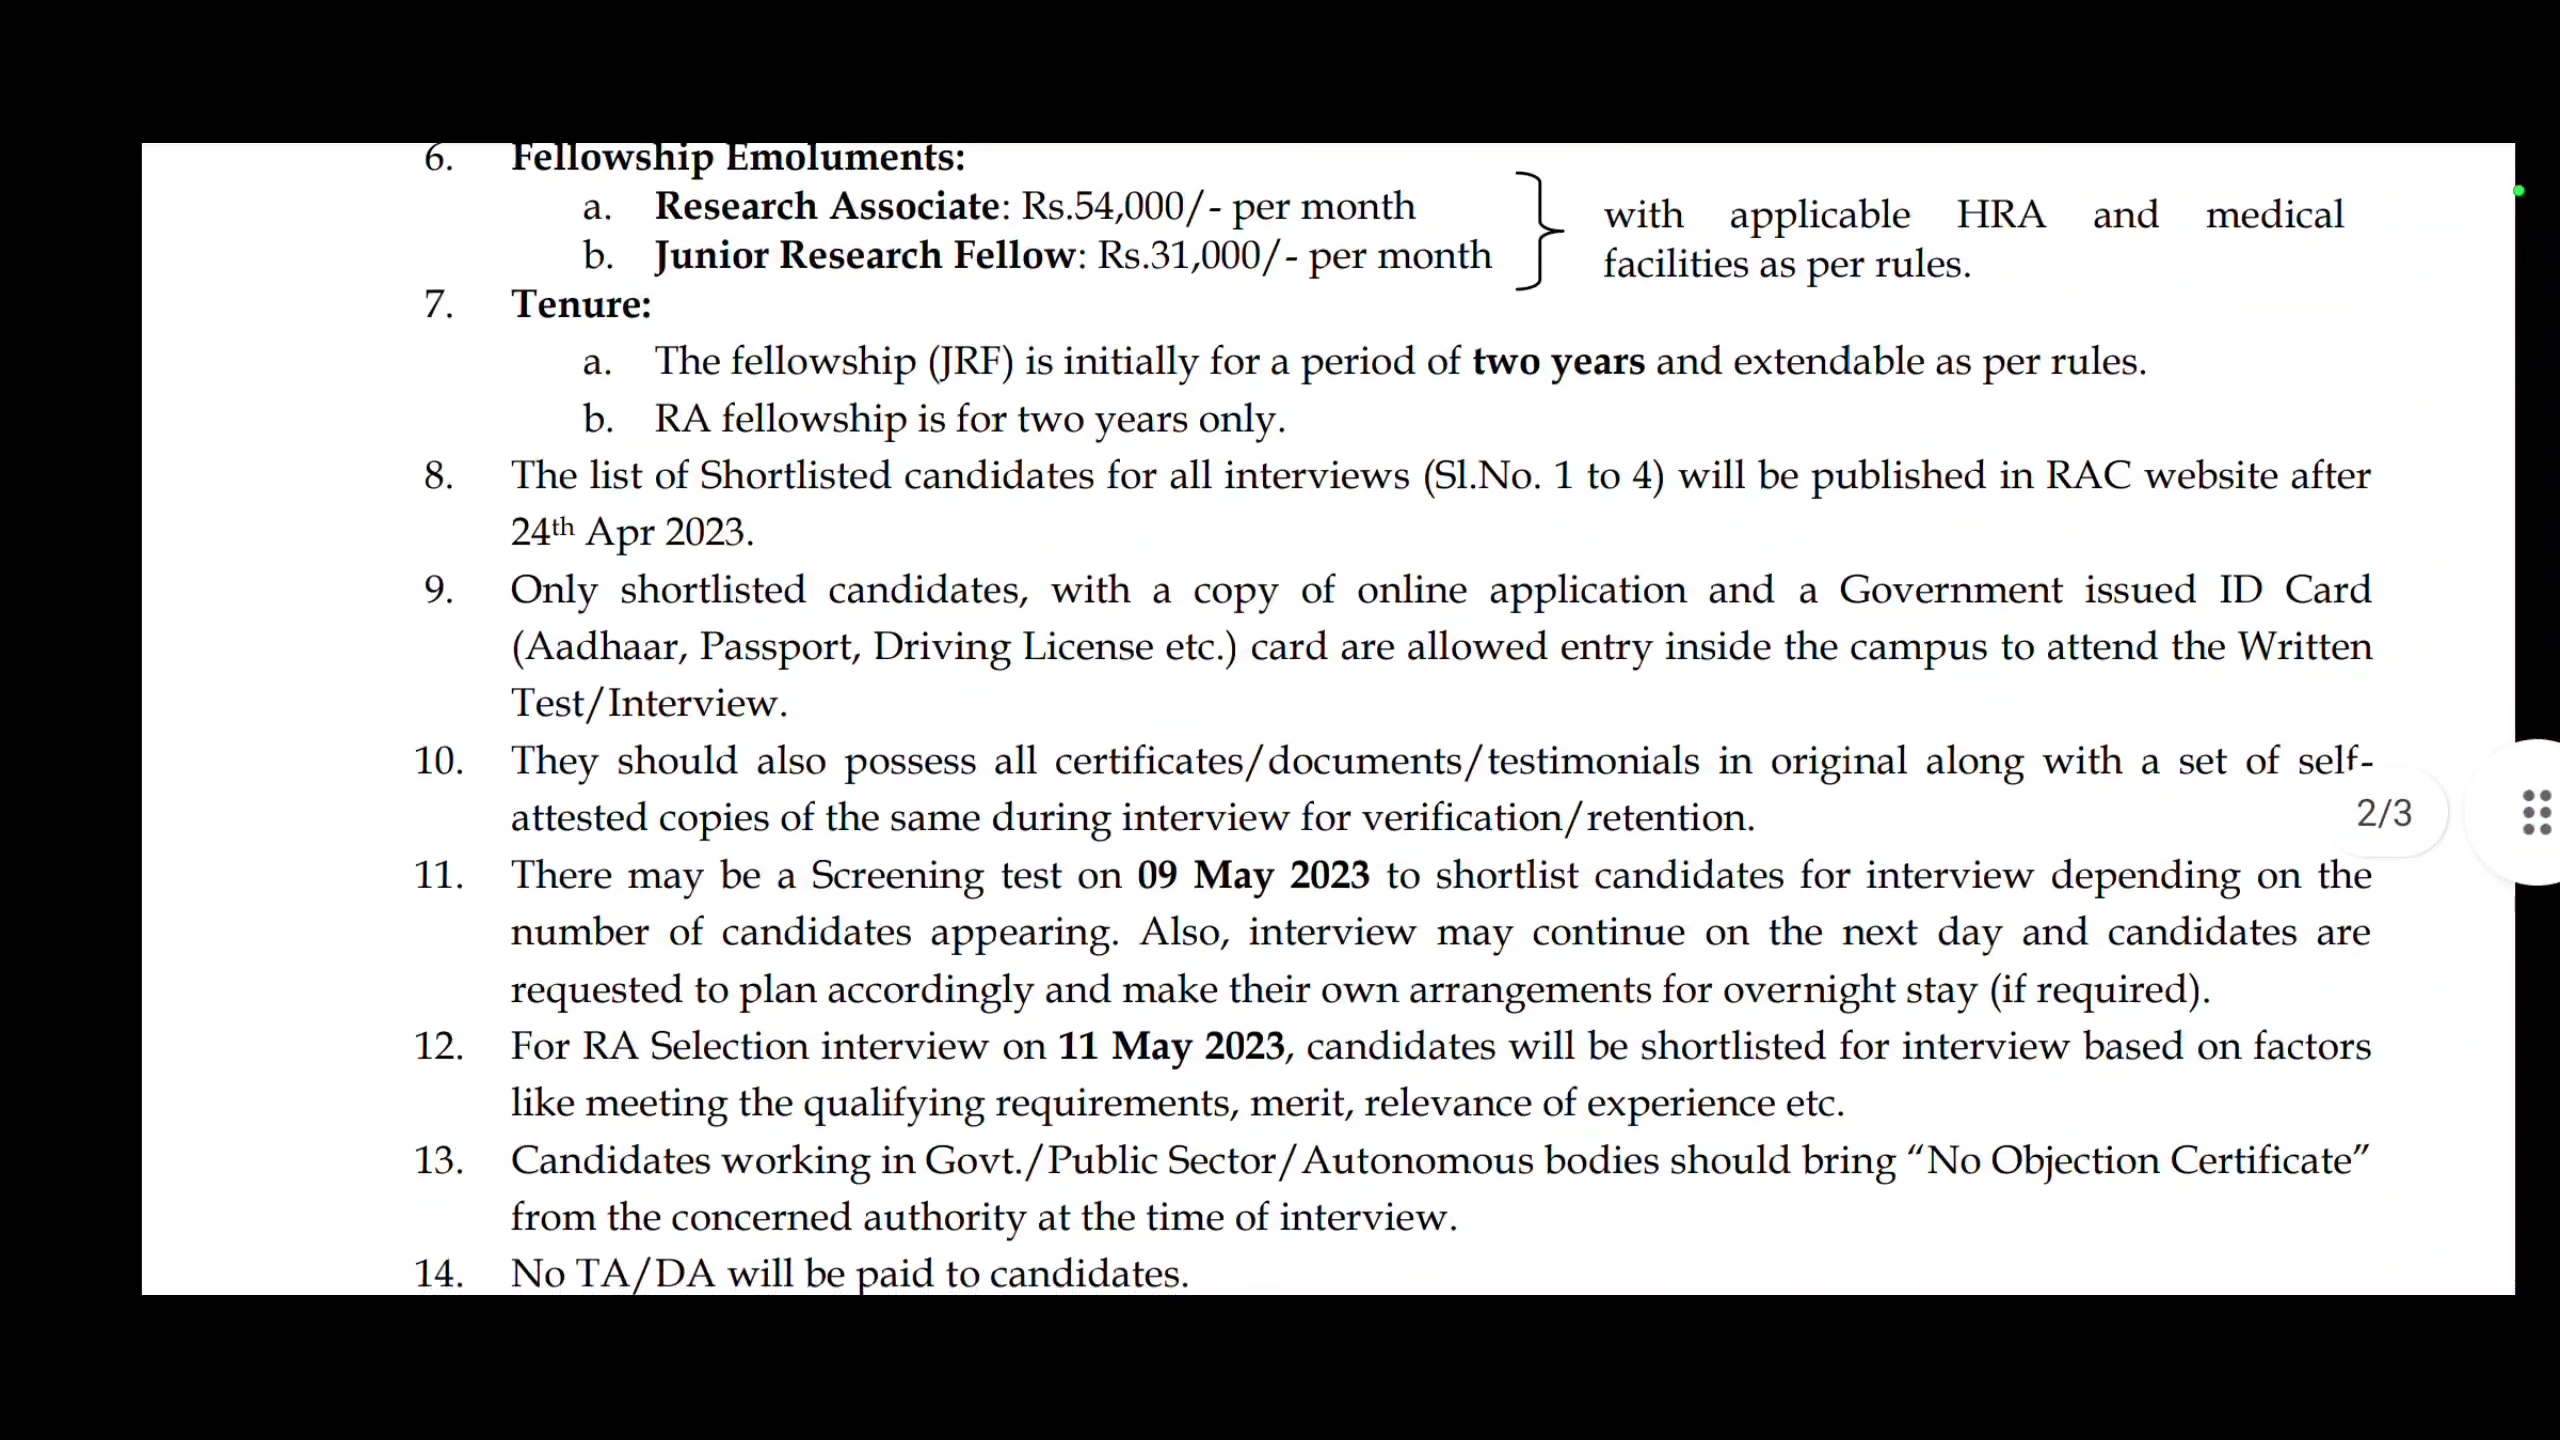 6. Fellowship Emoluments:
a. Research Associate: Rs.54,000/- per month
b. Junior Research Fellow: Rs.31,000/- per month
with applicable HRA and medical
facilities as per rules.
7. Tenure:
a. The fellowship (JRF) is initially for a period of two years and extendable as per rules.
b. RA fellowship is for two years only.
8. The list of Shortlisted candidates for all interviews (Sl.No. 1 to 4) will be published in RAC website after
24th Apr 2023.
9. Only shortlisted candidates, with a copy of online application and a Government issued ID Card
(Aadhaar, Passport, Driving License etc.) card are allowed entry inside the campus to attend the Written
Test/Interview.
10. They should also possess all certificates/documents/testimonials in original along with a set of self-
attested copies of the same during interview for verification/retention.
2/3
11. There may be a Screening test on 09 May 2023 to shortlist candidates for interview depending on the
number of candidates appearing. Also, interview may continue on the next day and candidates are
requested to plan accordingly and make their own arrangements for overnight stay (if required).
12. For RA Selection interview on 11 May 2023, candidates will be shortlisted for interview based on factors
like meeting the qualifying requirements, merit, relevance of experience etc.
13. Candidates working in Govt./Public Sector/Autonomous bodies should bring “No Objection Certificate”
from the concerned authority at the time of interview.
14. No TA/DA will be paid to candidates.